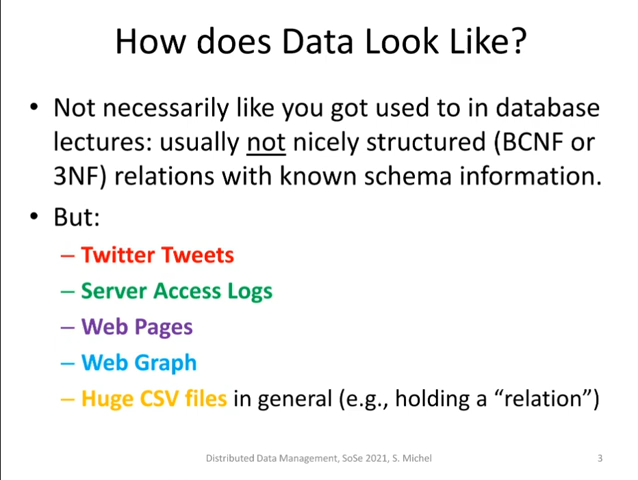 How does Data Look Like?
• Not necessarily like you got used to in database
lectures: usually not nicely structured (BCNF or
3NF) relations with known schema information.
• But:
– Twitter Tweets
– Server Access Logs
– Web Pages
– Web Graph
– Huge CSV files in general (e.g., holding a “relation”)
Distributed Data Management, SoSe 2021, S. Michel
3